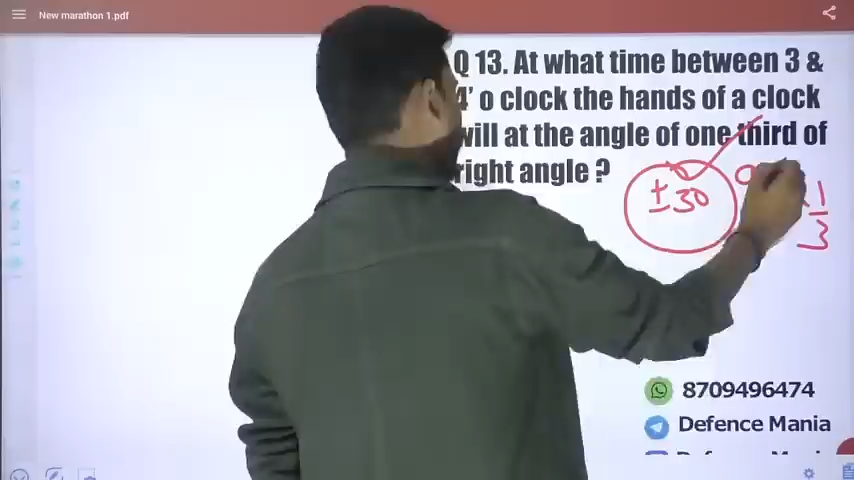 New marathon 1.pdf
Q 13. At what time between 3 &
4' o clock the hands of a clock
will at the angle of one third of
right angle ?
±30
1
3
8709496474
Defence Mania